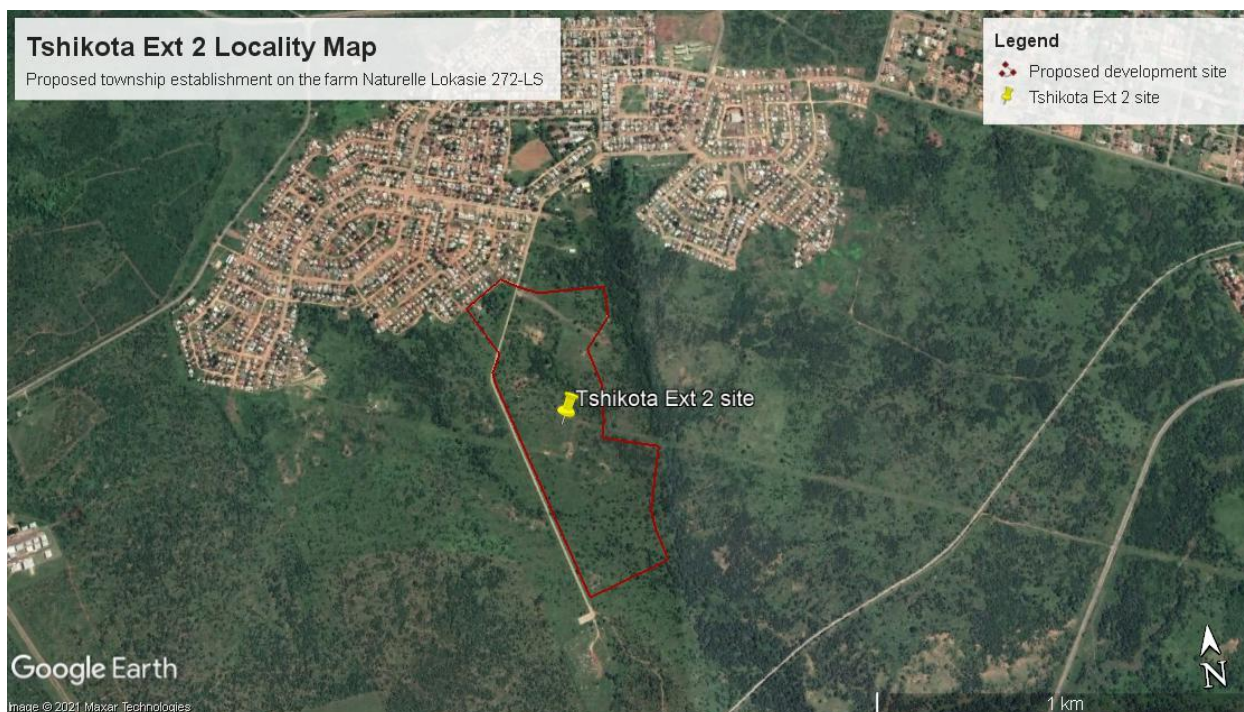 Tshikota Ext 2 Locality Map
Proposed township establishment on the farm Naturelle Lokasie 272-LS
Legend
Proposed development site
Tshikota Ext 2 site
Tshikota Ext 2 site
Google Earth
Image © 2021 Maxar Technologies
1 km
N